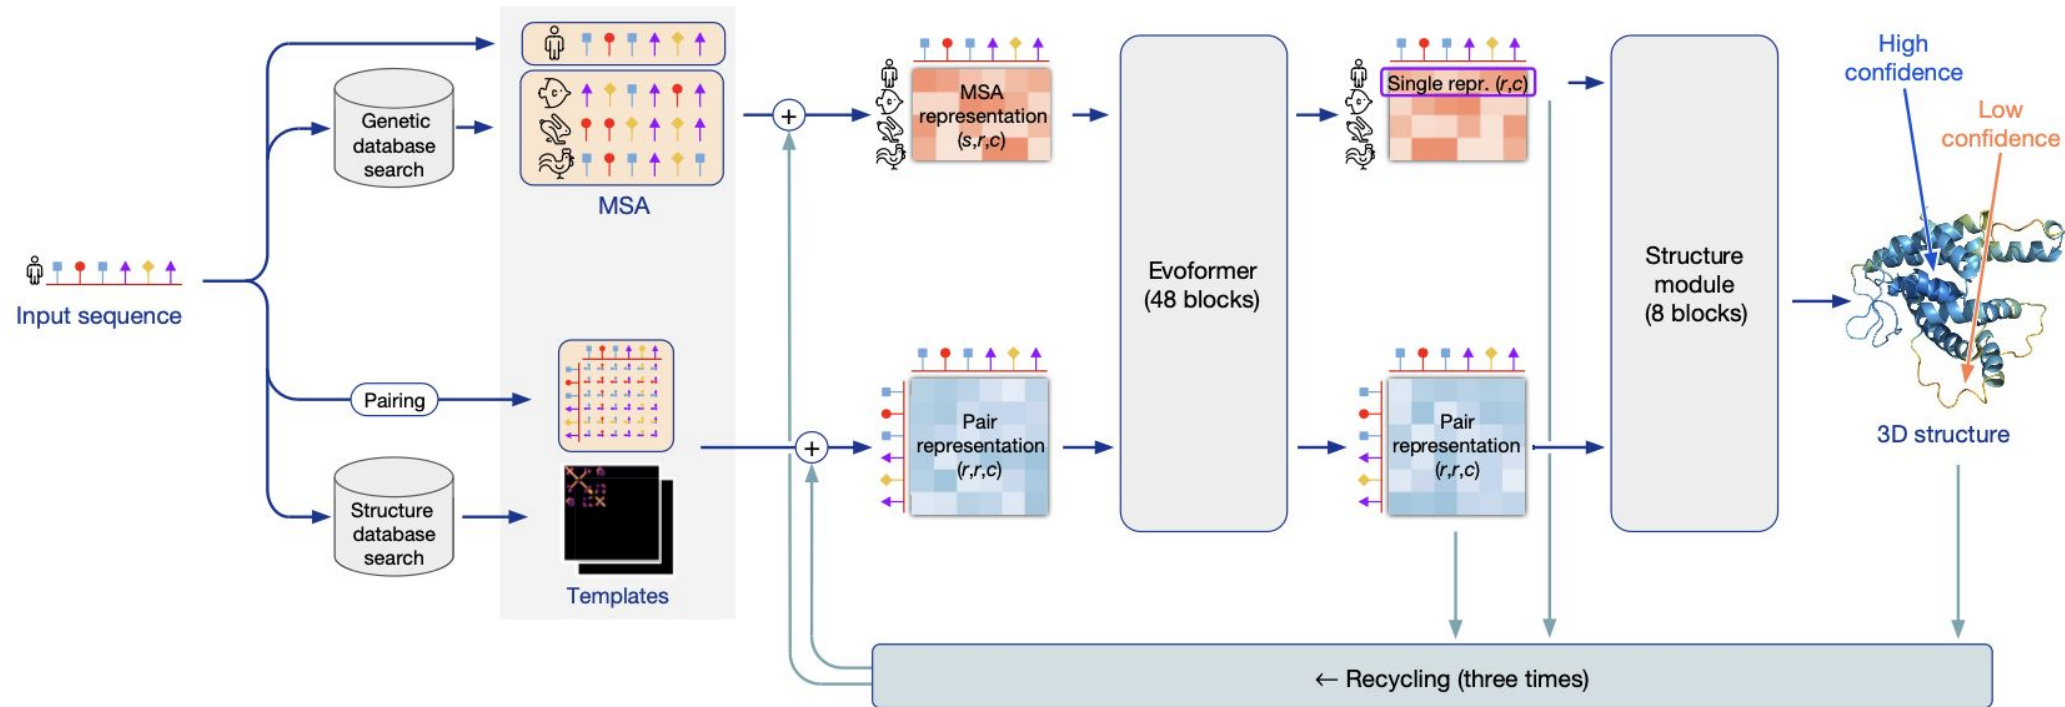 Input sequence
Genetic
database
search
Pairing
Structure
database
search
MSA
Templates
+
+
MSA
representation
(s,r,c)
Pair
representation
(r,r,c)
Evoformer
(48 blocks)
Single repr. (r,c)
Pair
representation
(r,r,c)
Structure
module
(8 blocks)
High
confidence
Low
confidence
3D structure
← Recycling (three times)